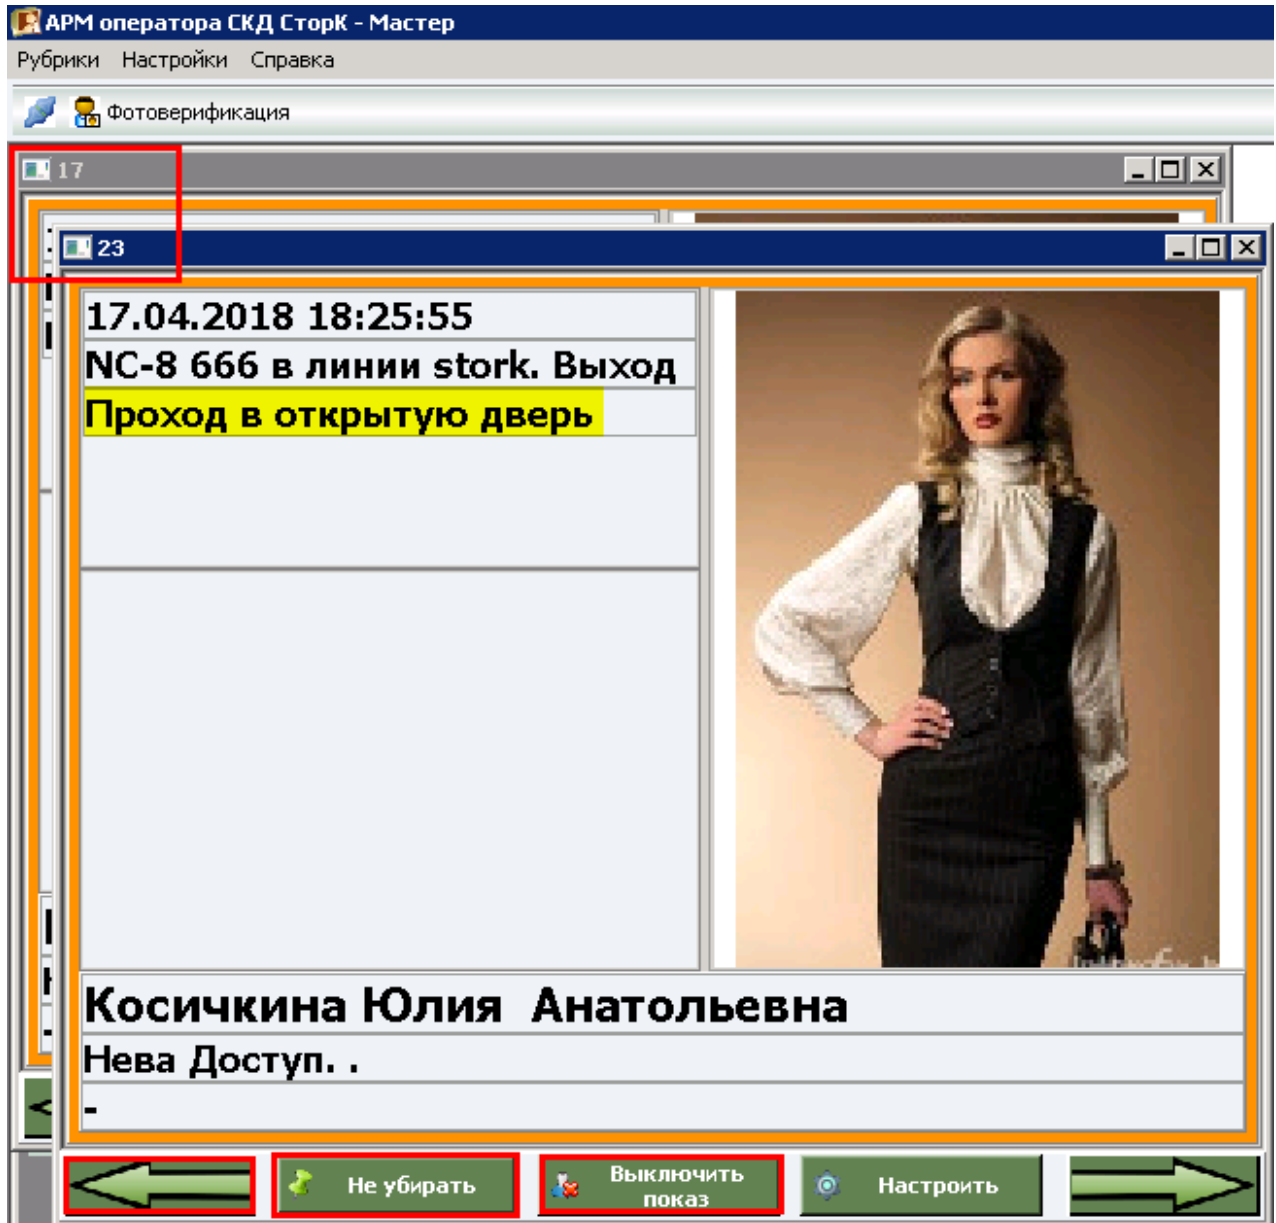 АРМ оператора СКД СторК - Мастер
Рубрики Настройки Справка
Фотоверификация
17
23
17.04.2018 18:25:55
NC-8 666 в линии stork. Выход
Проход в открытую дверь
Косичкина Юлия Анатольевна
Нева Доступ. .
-
Не убирать
Выключить
показ
Настроить